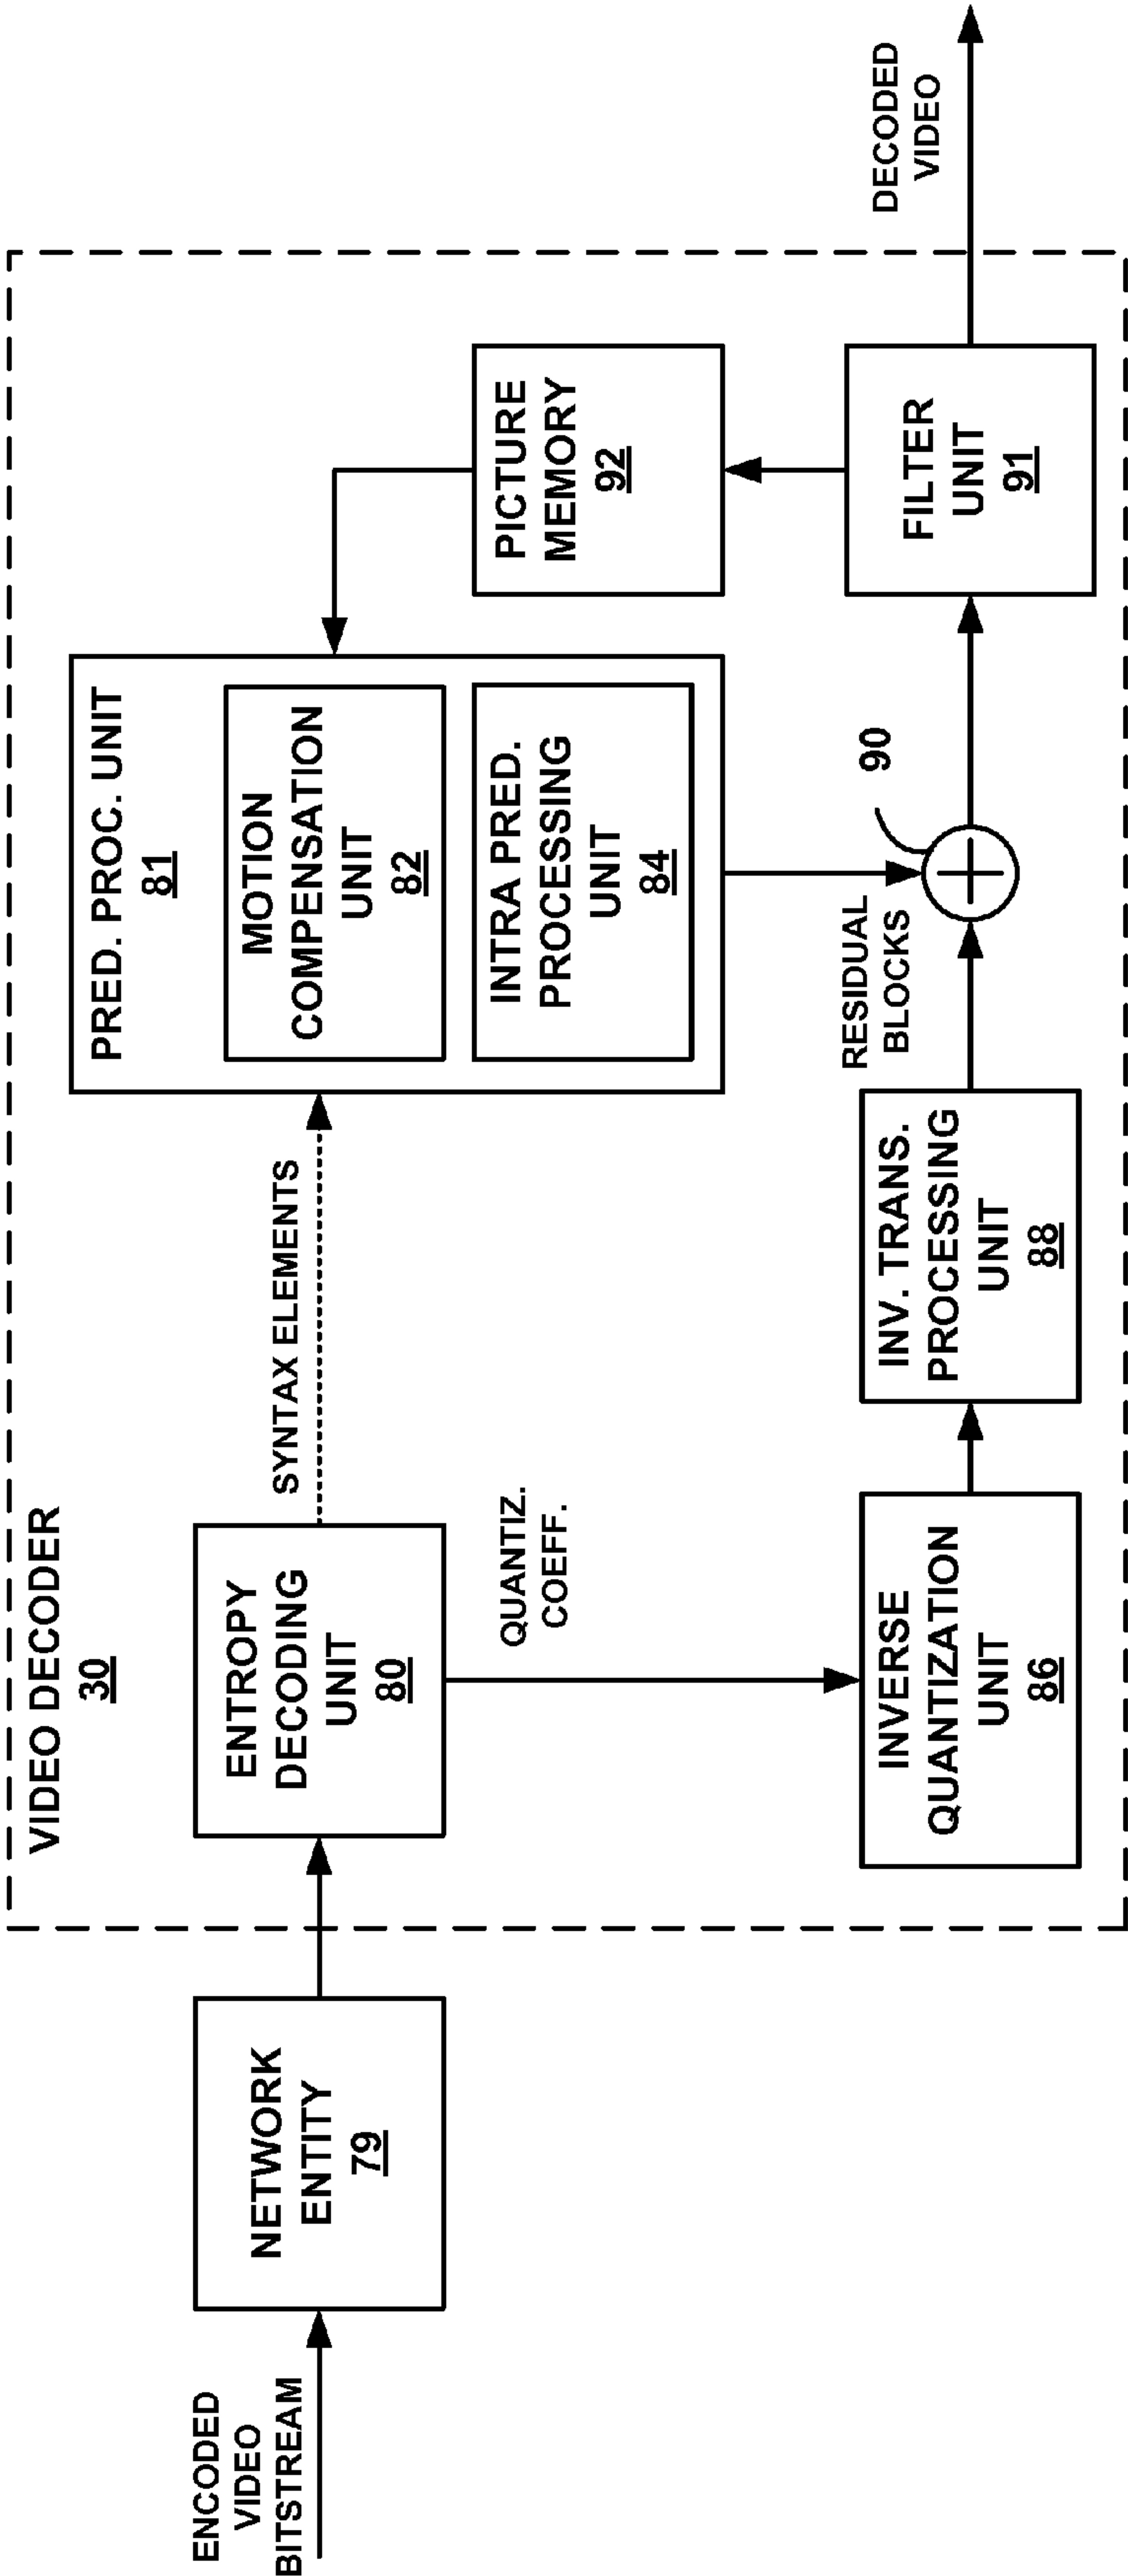 VIDEO DECODER
30
ENCODED
VIDEO
BITSTREAM
NETWORK
ENTITY
79
ENTROPY
DECODING
UNIT
80
SYNTAX ELEMENTS
QUANTIZ.
COEFF.
PRED. PROC. UNIT
81
MOTION
COMPENSATION
UNIT
82
INTRA PRED.
PROCESSING
UNIT
84
PICTURE
MEMORY
92
INVERSE
QUANTIZATION
UNIT
86
INV. TRANS.
PROCESSING
UNIT
88
RESIDUAL
BLOCKS
90
FILTER
UNIT
91
DECODED
VIDEO